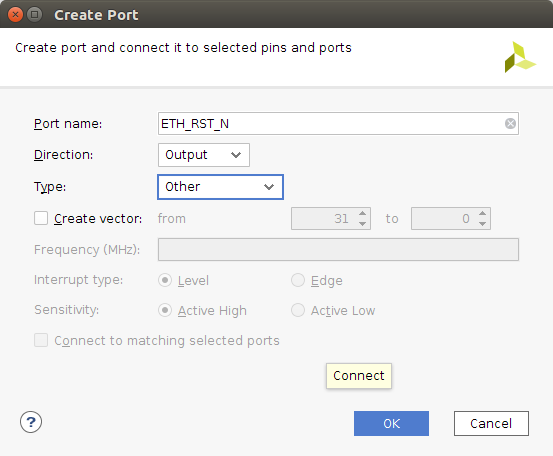 Create Port
Create port and connect it to selected pins and ports
Port name: ETH_RST_N
Direction: Output
Type: Other
Create vector: from 31 to 0
Frequency (MHz):
Interrupt type: Level Edge
Sensitivity: Active High Active Low
Connect to matching selected ports
Connect
? OK Cancel